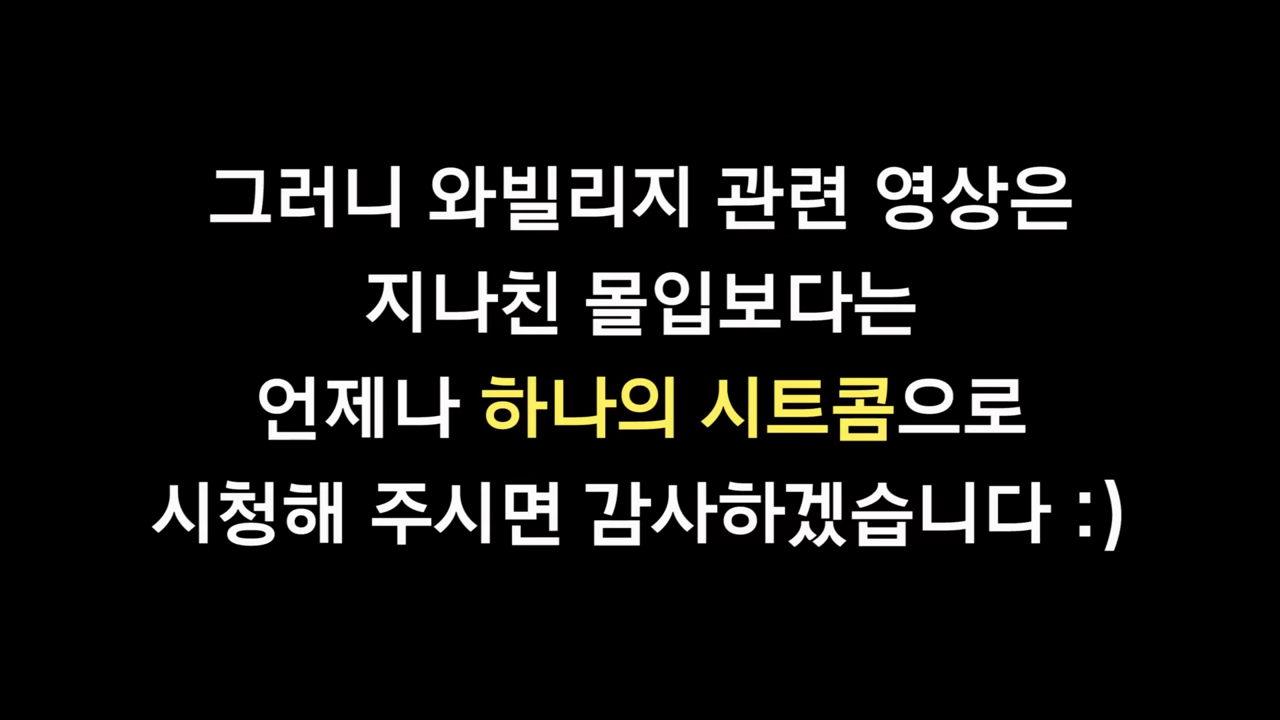 그러니 와빌리지 관련 영상은
지나친 몰입보다는
언제나 하나의 시트콤으로
시청해 주시면 감사하겠습니다 :)